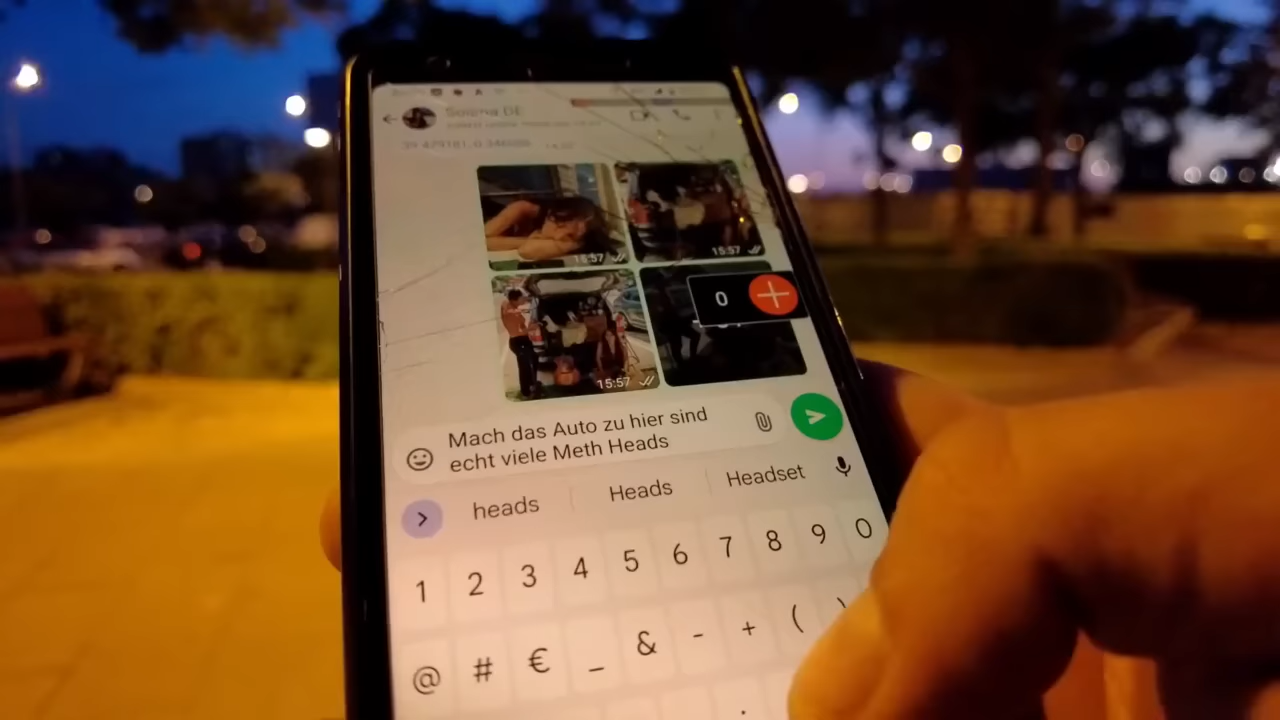 15:57
15:57
0
15:57
Mach das Auto zu hier sind
echt viele Meth Heads
heads Heads Headset
1 2 3 4 5 6 7 8 9 0
@ # € _ & - + ( )